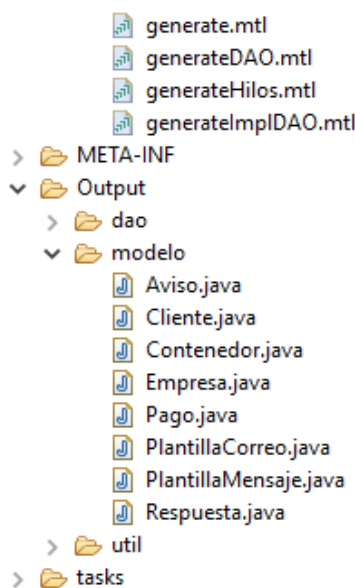 generate.mtl
generateDAO.mtl
generateHilos.mtl
generateImplDAO.mtl
META-INF
Output
dao
modelo
Aviso.java
Cliente.java
Contenedor.java
Empresa.java
Pago.java
PlantillaCorreo.java
PlantillaMensaje.java
Respuesta.java
util
tasks